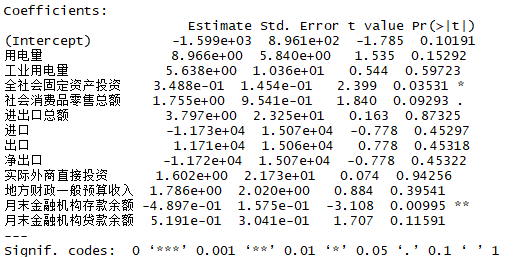 Coefficients:
Estimate Std. Error t value Pr(>|t|)
(Intercept) -1.599e+03 8.961e+02 -1.785 0.10191
用电量 8.966e+00 5.840e+00 1.535 0.15292
工业用电量 5.638e+00 1.036e+01 0.544 0.59723
全社会固定资产投资 3.488e-01 1.454e-01 2.399 0.03531 *
社会消费品零售总额 1.755e+00 9.541e-01 1.840 0.09293 .
进出口总额 3.797e+00 2.325e+01 0.163 0.87325
进口 -1.173e+04 1.507e+04 -0.778 0.45297
出口 1.171e+04 1.506e+04 0.778 0.45318
净出口 -1.172e+04 1.507e+04 -0.778 0.45322
实际外商直接投资 1.602e+00 2.173e+01 0.074 0.94256
地方财政一般预算收入 1.786e+00 2.020e+00 0.884 0.39541
月末金融机构存款余额 -4.897e-01 1.575e-01 -3.108 0.00995 **
月末金融机构贷款余额 5.191e-01 3.041e-01 1.707 0.11591
---
Signif. codes: 0 ‘***’ 0.001 ‘**’ 0.01 ‘*’ 0.05 ‘.’ 0.1 ‘ ’ 1